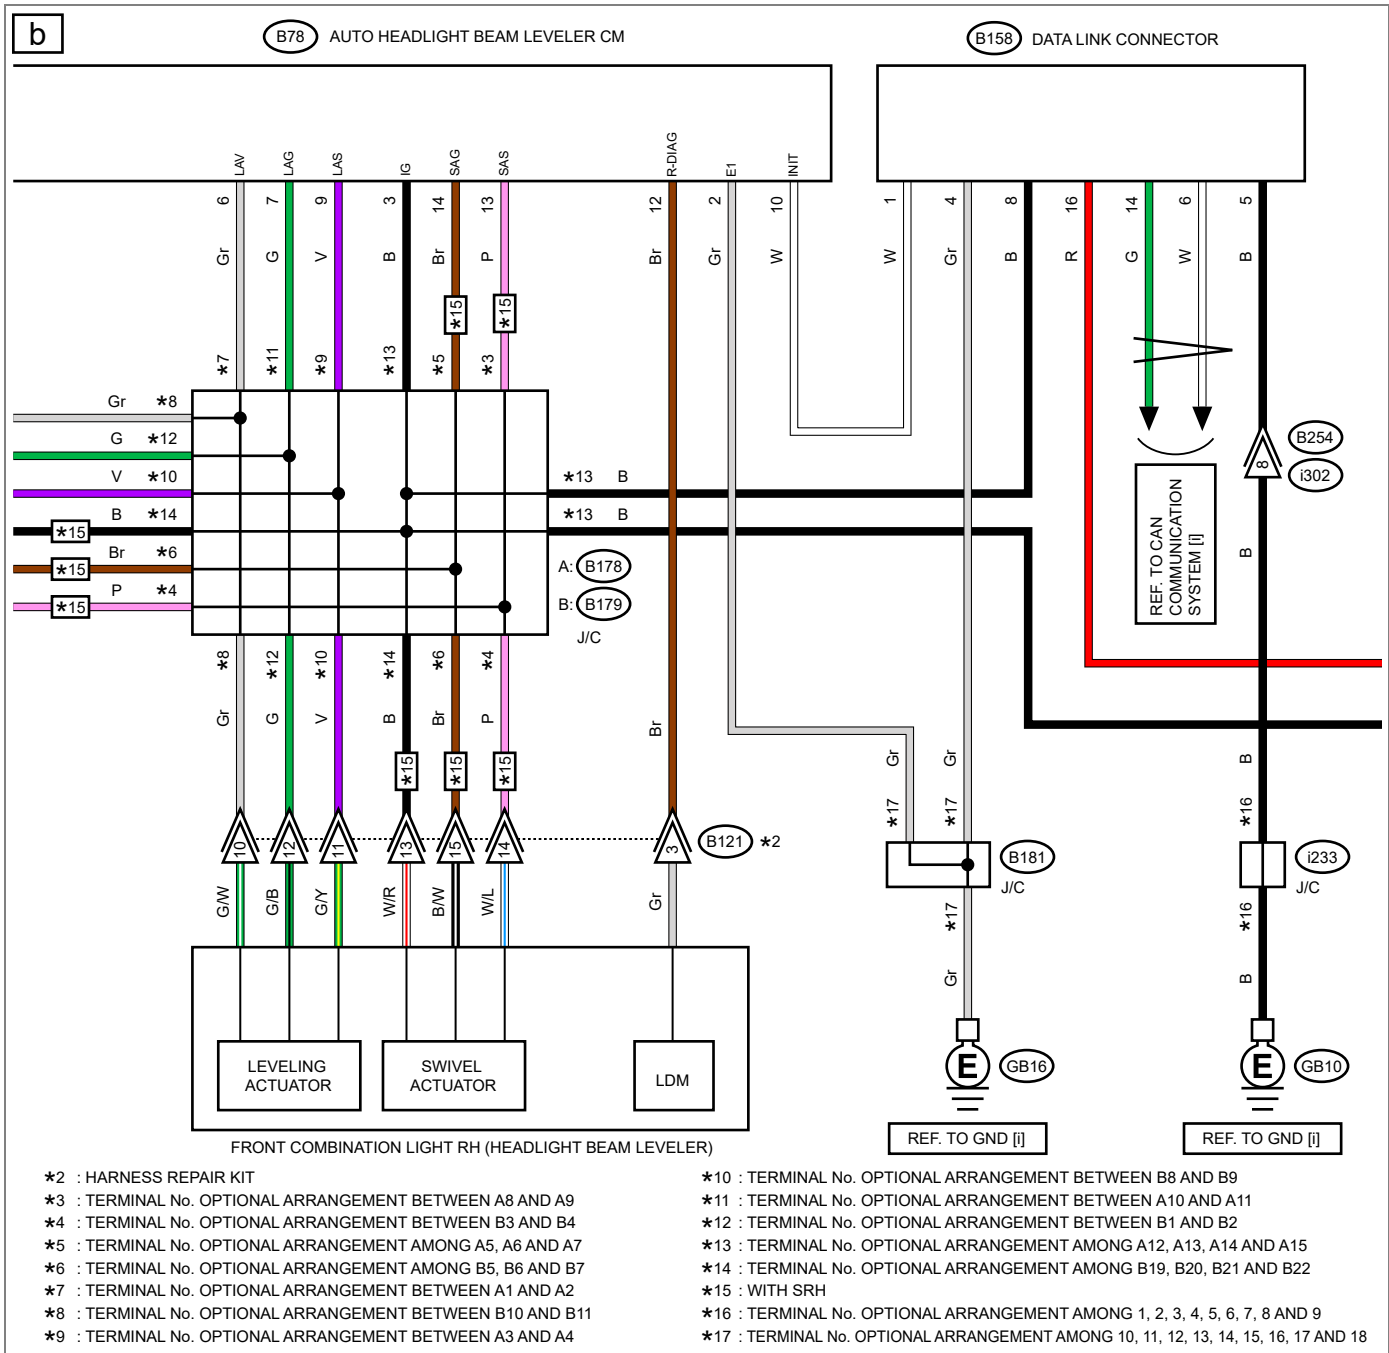 b
B78 AUTO HEADLIGHT BEAM LEVELER CM
B158 DATA LINK CONNECTOR
LAV LAG LAS IG SAG SAS R-DIAG E1 INIT
6 7 9 3 14 13 12 2 10 1 4 8 16 14 6 5
Gr G V B Br P Br Gr W W Gr B R G W B
*15 *15
*7 *11 *9 *13 *5 *3
Gr *8
G *12
V *10
B *14
*15
Br *6
*15
P *4
*15
*13 B
*13 B
A: B178
B: B179
J/C
8
B254
i302
REF. TO CAN
COMMUNICATION
SYSTEM [i]
B
*8 *12 *10 *14 *6 *4
Gr G V B Br P Br
*15 *15 *15
Gr Gr B
*17 *17 *16
10 12 11 13 15 14 3
B121 *2
B181
J/C
i233
J/C
G/W G/B G/Y W/R B/W W/L Gr
*17 *16
Gr B
LEVELING
ACTUATOR
SWIVEL
ACTUATOR
LDM
E GB16
E GB10
REF. TO GND [i]
REF. TO GND [i]
FRONT COMBINATION LIGHT RH (HEADLIGHT BEAM LEVELER)
*2 : HARNESS REPAIR KIT
*3 : TERMINAL No. OPTIONAL ARRANGEMENT BETWEEN A8 AND A9
*4 : TERMINAL No. OPTIONAL ARRANGEMENT BETWEEN B3 AND B4
*5 : TERMINAL No. OPTIONAL ARRANGEMENT AMONG A5, A6 AND A7
*6 : TERMINAL No. OPTIONAL ARRANGEMENT AMONG B5, B6 AND B7
*7 : TERMINAL No. OPTIONAL ARRANGEMENT BETWEEN A1 AND A2
*8 : TERMINAL No. OPTIONAL ARRANGEMENT BETWEEN B10 AND B11
*9 : TERMINAL No. OPTIONAL ARRANGEMENT BETWEEN A3 AND A4
*10 : TERMINAL No. OPTIONAL ARRANGEMENT BETWEEN B8 AND B9
*11 : TERMINAL No. OPTIONAL ARRANGEMENT BETWEEN A10 AND A11
*12 : TERMINAL No. OPTIONAL ARRANGEMENT BETWEEN B1 AND B2
*13 : TERMINAL No. OPTIONAL ARRANGEMENT AMONG A12, A13, A14 AND A15
*14 : TERMINAL No. OPTIONAL ARRANGEMENT AMONG B19, B20, B21 AND B22
*15 : WITH SRH
*16 : TERMINAL No. OPTIONAL ARRANGEMENT AMONG 1, 2, 3, 4, 5, 6, 7, 8 AND 9
*17 : TERMINAL No. OPTIONAL ARRANGEMENT AMONG 10, 11, 12, 13, 14, 15, 16, 17 AND 18